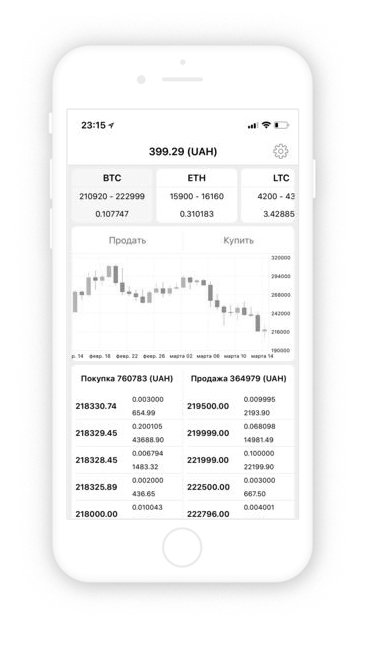 23:15
399.29 (UAH)
BTC ETH LTC
210920 - 222999 15900 - 16160 4200 - 43
0.107747 0.310183 3.42885
Продать Купить
320000
294000
268000
242000
216000
190000
р. 14 февр. 18 февр. 22 февр. 26 марта 02 марта 06 марта 10 марта 14
Покупка 760783 (UAH) Продажа 364979 (UAH)
218330.74 0.003000 219500.00 0.009995
654.99 2193.90
218329.45 0.200105 219999.00 0.068098
43688.90 14981.49
218328.45 0.006794 221999.00 0.100000
1483.32 22199.90
218325.89 0.002000 222500.00 0.003000
436.65 667.50
218000.00 0.010043 222796.00 0.004001